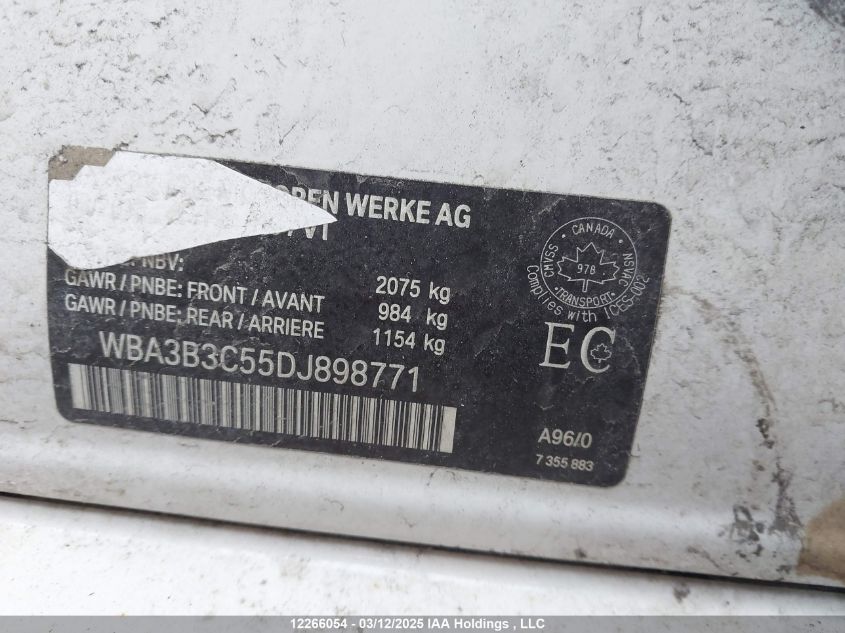 WERKE AG
NBV: 2075 kg
GAWR / PNBE: FRONT / AVANT 984 kg
GAWR / PNBE: REAR / ARRIERE 1154 kg
WBA3B3C55DJ898771
CANADA
CMVSS NSVAC
978
TRANSPORT
Complies with ICES-002
EC
A96/0
7 355 883
12266054 - 03/12/2025 IAA Holdings , LLC